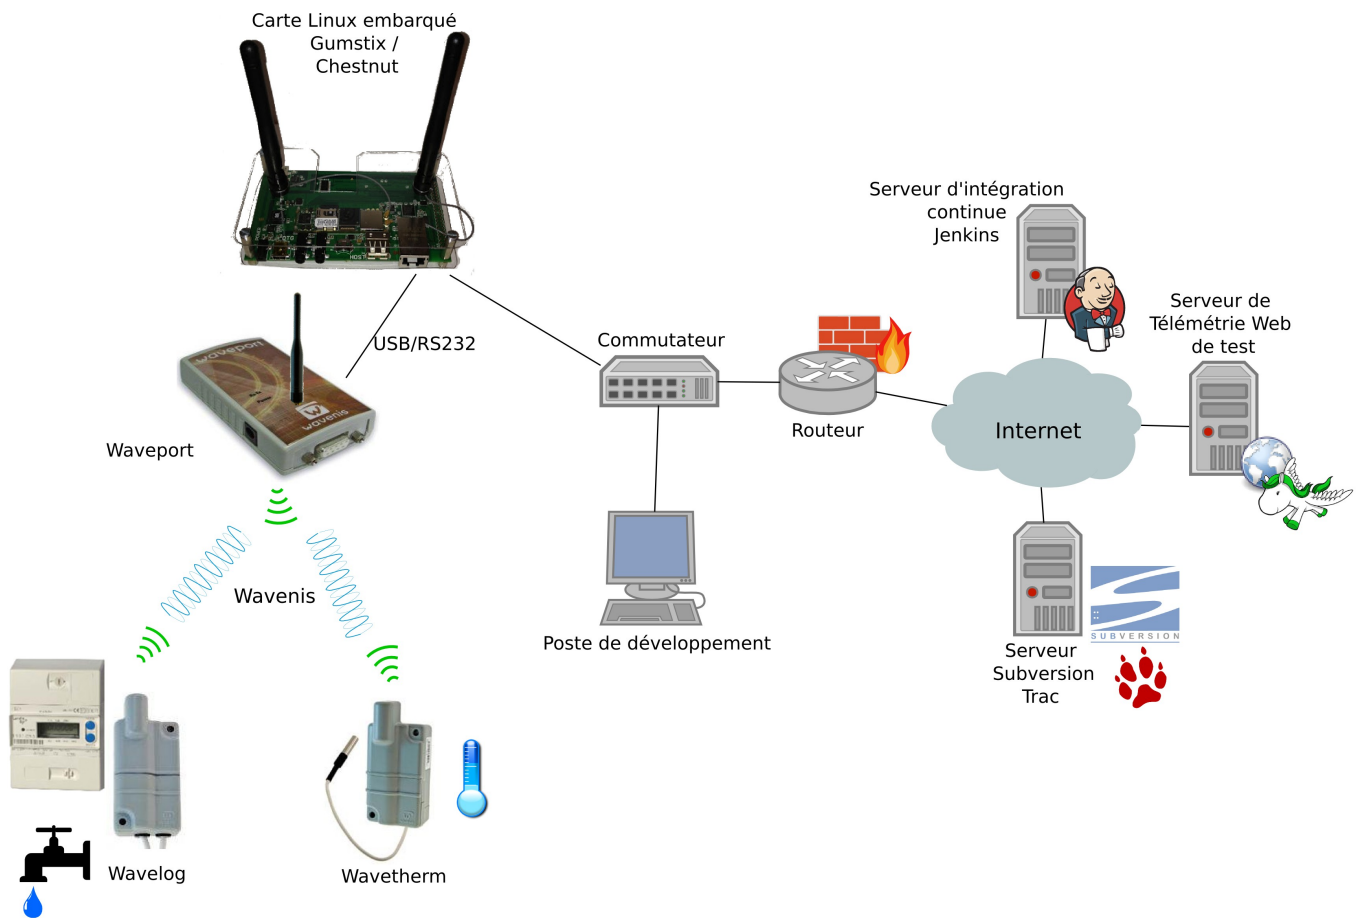 Carte Linux embarqué
Gumstix /
Chestnut
USB/RS232
waveport
wavenis
Waveport
Wavenis
Wavelog
Wavetherm
Commutateur
Poste de développement
Routeur
Internet
Serveur d'intégration
continue
Jenkins
Serveur de
Télémétrie Web
de test
Serveur
Subversion
Trac
SUBVERSION